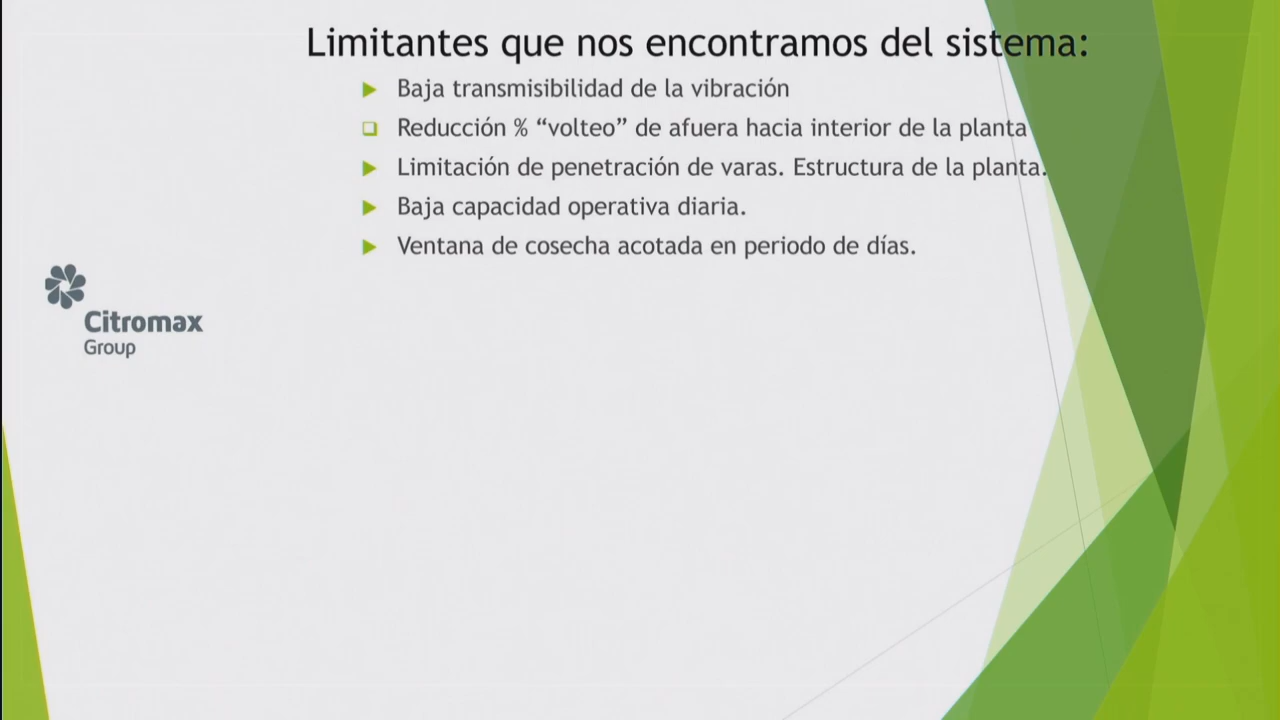 Limitantes que nos encontramos del sistema:
Baja transmisibilidad de la vibración
Reducción % “volteo” de afuera hacia interior de la planta
Limitación de penetración de varas. Estructura de la planta.
Baja capacidad operativa diaria.
Ventana de cosecha acotada en periodo de días.
Citromax
Group